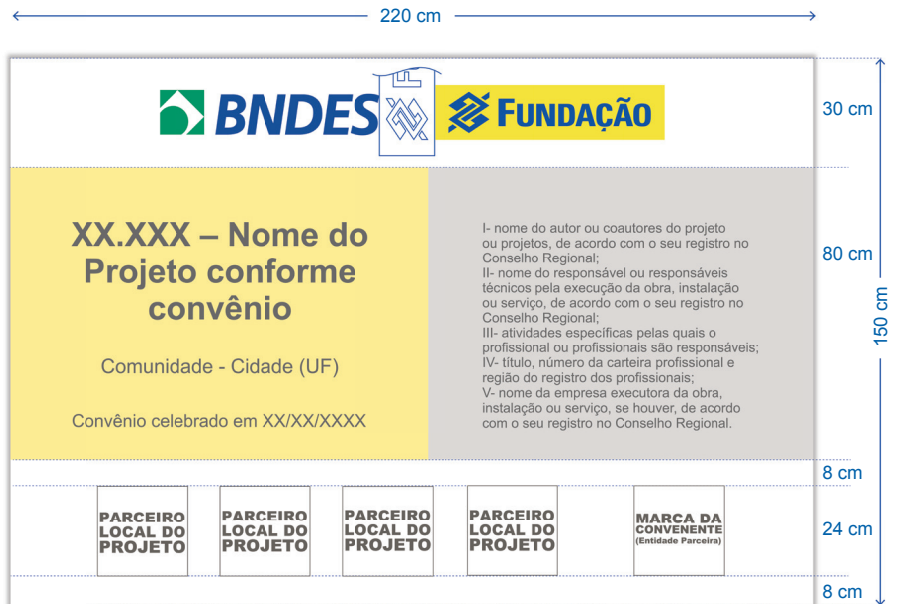 220 cm
BNDES F FUNDAÇÃO
30 cm
XX.XXX – Nome do
Projeto conforme
convênio
Comunidade - Cidade (UF)
Convênio celebrado em XX/XX/XXXX
I- nome do autor ou coautores do projeto
ou projetos, de acordo com o seu registro no
Conselho Regional;
II- nome do responsável ou responsáveis
técnicos pela execução da obra, instalação
ou serviço, de acordo com o seu registro no
Conselho Regional;
III- atividades específicas pelas quais o
profissional ou profissionais são responsáveis;
IV- título, número da carteira profissional e
região do registro dos profissionais;
V- nome da empresa executora da obra,
instalação ou serviço, se houver, de acordo
com o seu registro no Conselho Regional.
80 cm
150 cm
8 cm
PARCEIRO
LOCAL DO
PROJETO
PARCEIRO
LOCAL DO
PROJETO
PARCEIRO
LOCAL DO
PROJETO
PARCEIRO
LOCAL DO
PROJETO
MARCA DA
CONVENENTE
(Entidade Parceira)
24 cm
8 cm